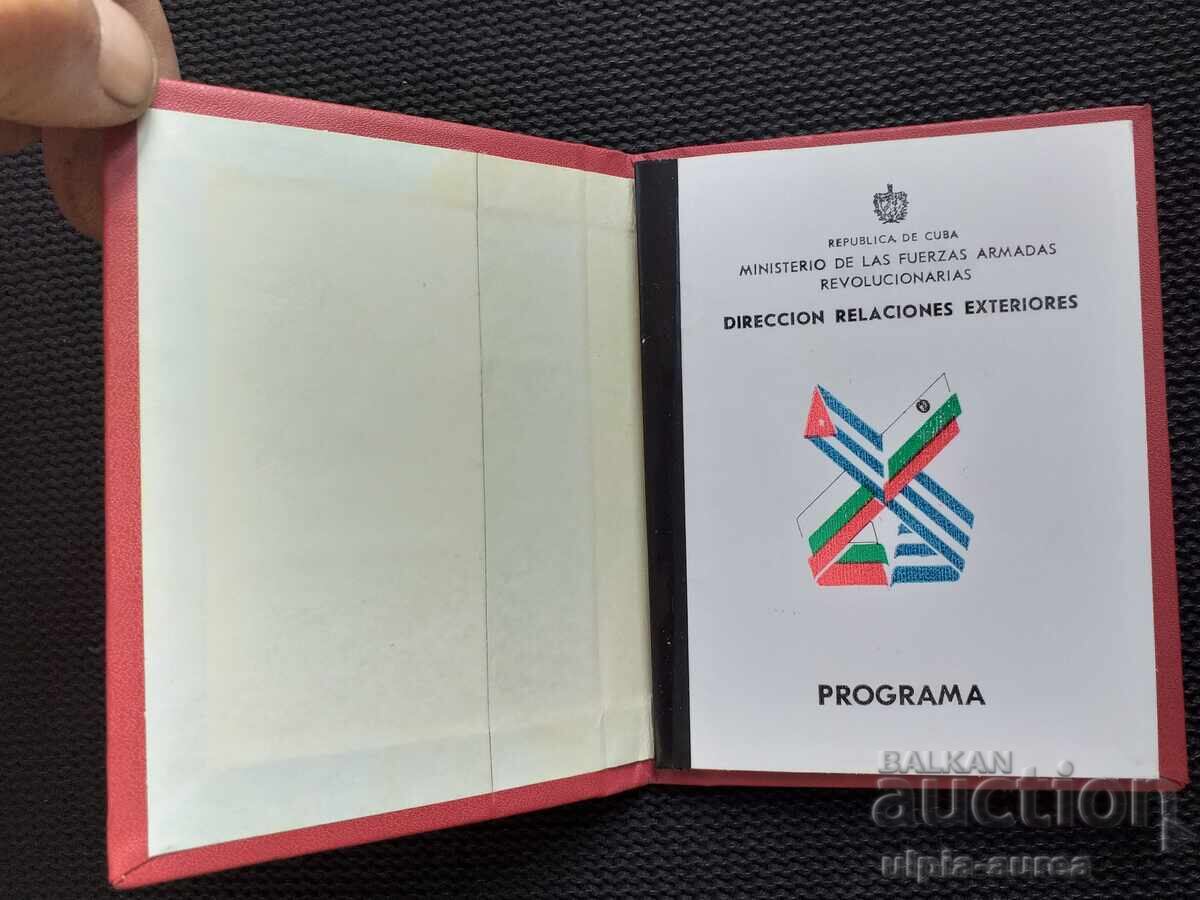 REPUBLICA DE CUBA
MINISTERIO DE LAS FUERZAS ARMADAS
REVOLUCIONARIAS
DIRECCION RELACIONES EXTERIORES
PROGRAMA
BALKAN
auction
ulpia-aurea